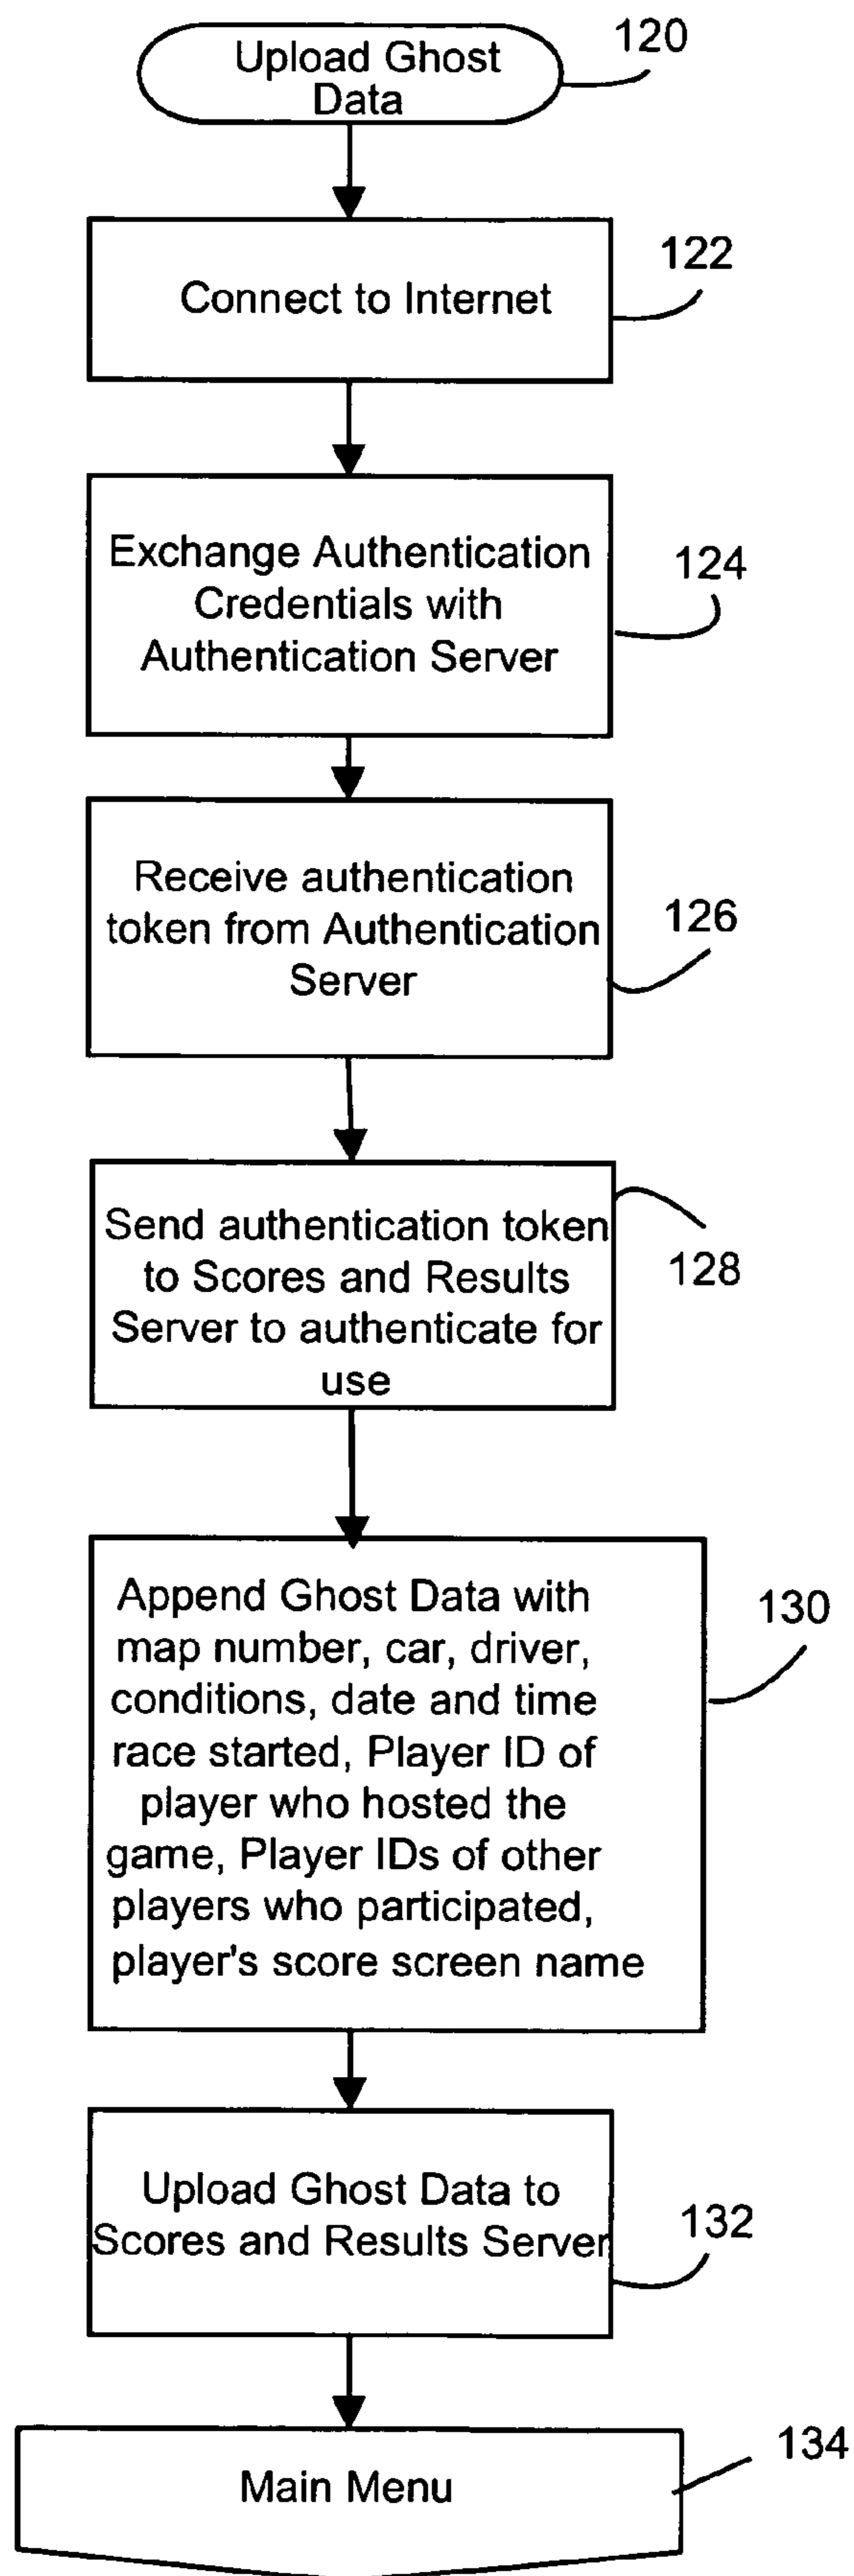 120
Upload Ghost
Data
122
Connect to Internet
Exchange Authentication
124
Credentials with
Authentication Server
Receive authentication
126
token from Authentication
Server
Send authentication token
128
to Scores and Results
Server to authenticate for
use
Append Ghost Data with
130
map number, car, driver,
conditions, date and time
race started, Player ID of
player who hosted the
game, Player IDs of other
players who participated,
player's score screen name
Upload Ghost Data to
132
Scores and Results Server
134
Main Menu